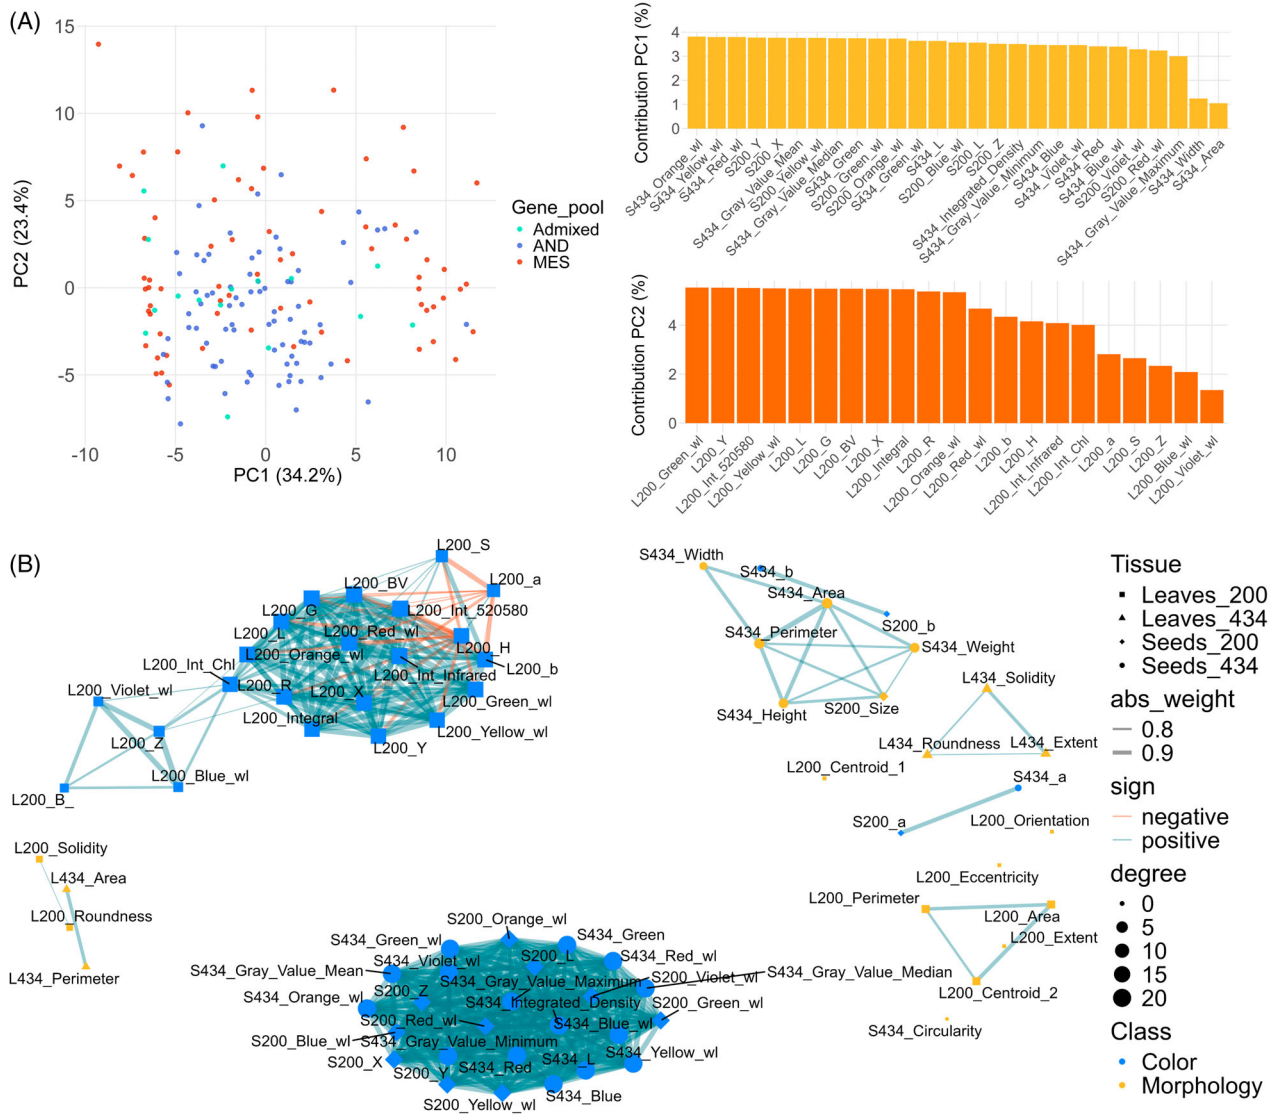 (A)
15
10
5
0
-5
-10
-5
0
5
10
PC2 (23.4%)
PC1 (34.2%)
Gene_pool
Admixed
AND
MES
Contribution PC1 (%)
4
3
2
1
0
S434_Orange_wl
S434_Yellow_wl
S434_Red_wl
S200_Y
S200_X
S434_Gray_Value_Mean
S200_Yellow_wl
S434_Gray_Value_Median
S434_Green
S200_Green_wl
S200_Orange_wl
S434_Green_wl
S434_L
S200_Blue_wl
S200_L
S200_Z
S434_Integrated_Density
S434_Gray_Value_Minimum
S434_Blue
S434_Violet_wl
S434_Red
S434_Blue_wl
S200_Violet_wl
S200_Red_wl
S434_Gray_Value_Maximum
S434_Width
S434_Area
Contribution PC2 (%)
4
2
0
L200_Green_wl
L200_Y
L200_Int_520580
L200_Yellow_wl
L200_L
L200_G
L200_BV
L200_X
L200_Integral
L200_R
L200_Orange_wl
L200_Red_wl
L200_b
L200_H
L200_Int_Infrared
L200_Int_Chl
L200_a
L200_S
L200_Z
L200_Blue_wl
L200_Violet_wl
(B)
L200_S
L200_a
L200_BV
L200_G
L200_Int_520580
L200_L
L200_Red_wl
L200_H
L200_Orange_wl
L200_b
L200_Int_Chl
L200_Int_Infrared
L200_R
L200_X
L200_Green_wl
L200_Violet_wl
L200_Integral
L200_Yellow_wl
L200_Y
L200_Z
L200_Blue_wl
L200_B_
L200_Solidity
L434_Area
L200_Roundness
L434_Perimeter
S200_Orange_wl
S434_Green_wl
S434_Green
S434_Violet_wl
S200_L
S434_Red_wl
S434_Gray_Value_Mean
S434_Gray_Value_Maximum
S200_Violet_wl
S434_Gray_Value_Median
S200_Z
S434_Orange_wl
S434_Integrated_Density
S200_Green_wl
S200_Red_wl
S434_Blue_wl
S200_Blue_wl
S434_Gray_Value_Minimum
S434_Yellow_wl
S200_X
S200_Y
S434_Red
S434_L
S434_Blue
S200_Yellow_wl
S434_Width
S434_b
S434_Area
S200_b
S434_Perimeter
S434_Weight
S434_Height
S200_Size
L434_Solidity
L434_Roundness
L434_Extent
L200_Centroid_1
S434_a
S200_a
L200_Orientation
L200_Eccentricity
L200_Perimeter
L200_Area
L200_Extent
L200_Centroid_2
S434_Circularity
Tissue
Leaves_200
Leaves_434
Seeds_200
Seeds_434
abs_weight
0.8
0.9
sign
negative
positive
degree
0
5
10
15
20
Class
Color
Morphology